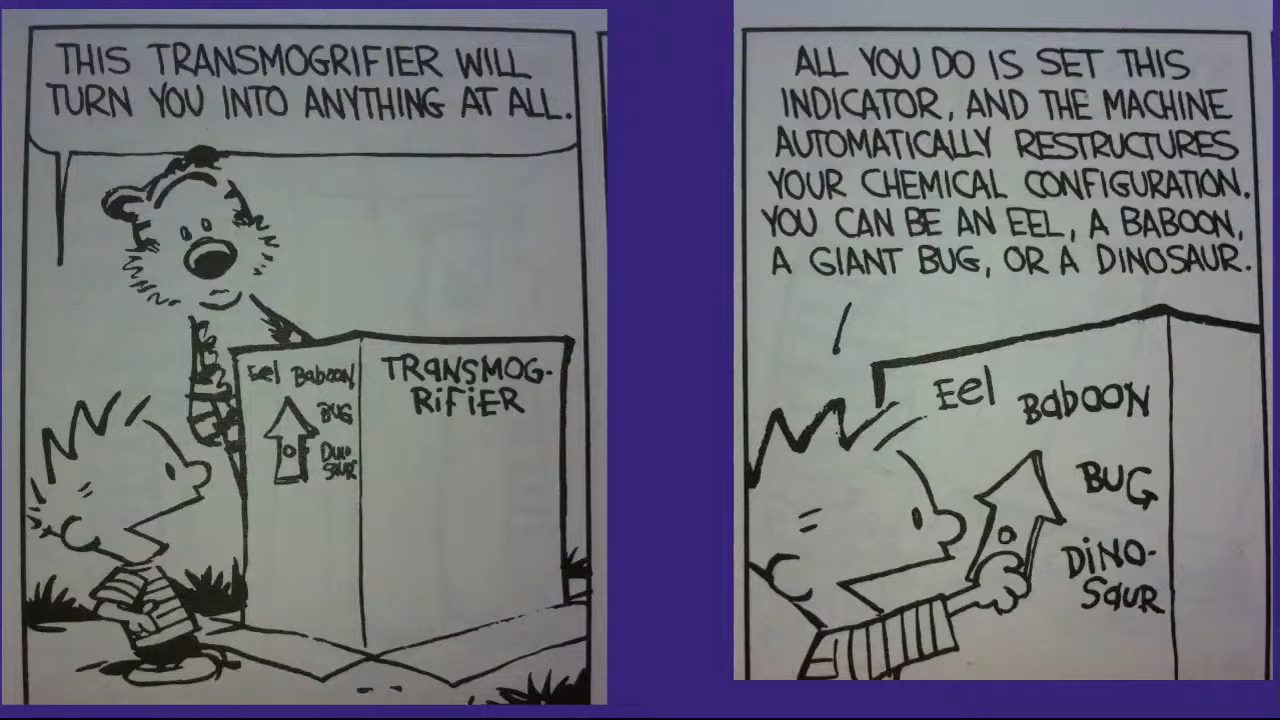 THIS TRANSMOGRIFIER WILL
TURN YOU INTO ANYTHING AT ALL.
Eel Baboon
BUG
DINO-
SAUR
TRANSMOG-
RIFIER
ALL YOU DO IS SET THIS
INDICATOR, AND THE MACHINE
AUTOMATICALLY RESTRUCTURES
YOUR CHEMICAL CONFIGURATION.
YOU CAN BE AN EEL, A BABOON,
A GIANT BUG, OR A DINOSAUR.
Eel
Baboon
BUG
DiNO-
SauR